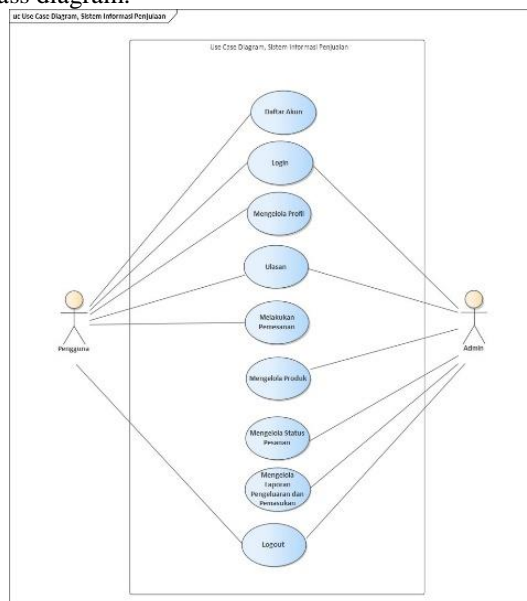 ass diagram.
uc Use Case Diagram, Sistem Informasi Penjulaan
Use Case Diagram, Sistem Informasi Penjualan
Daftar Akun
Login
Mengelola Profil
Ulasan
Melakukan
Pemesanan
Pengguna
Admin
Mengelola Produk
Mengelola Status
Pesanan
Mengelola
Laporan
Pengeluaran dan
Pemasukan
Logout